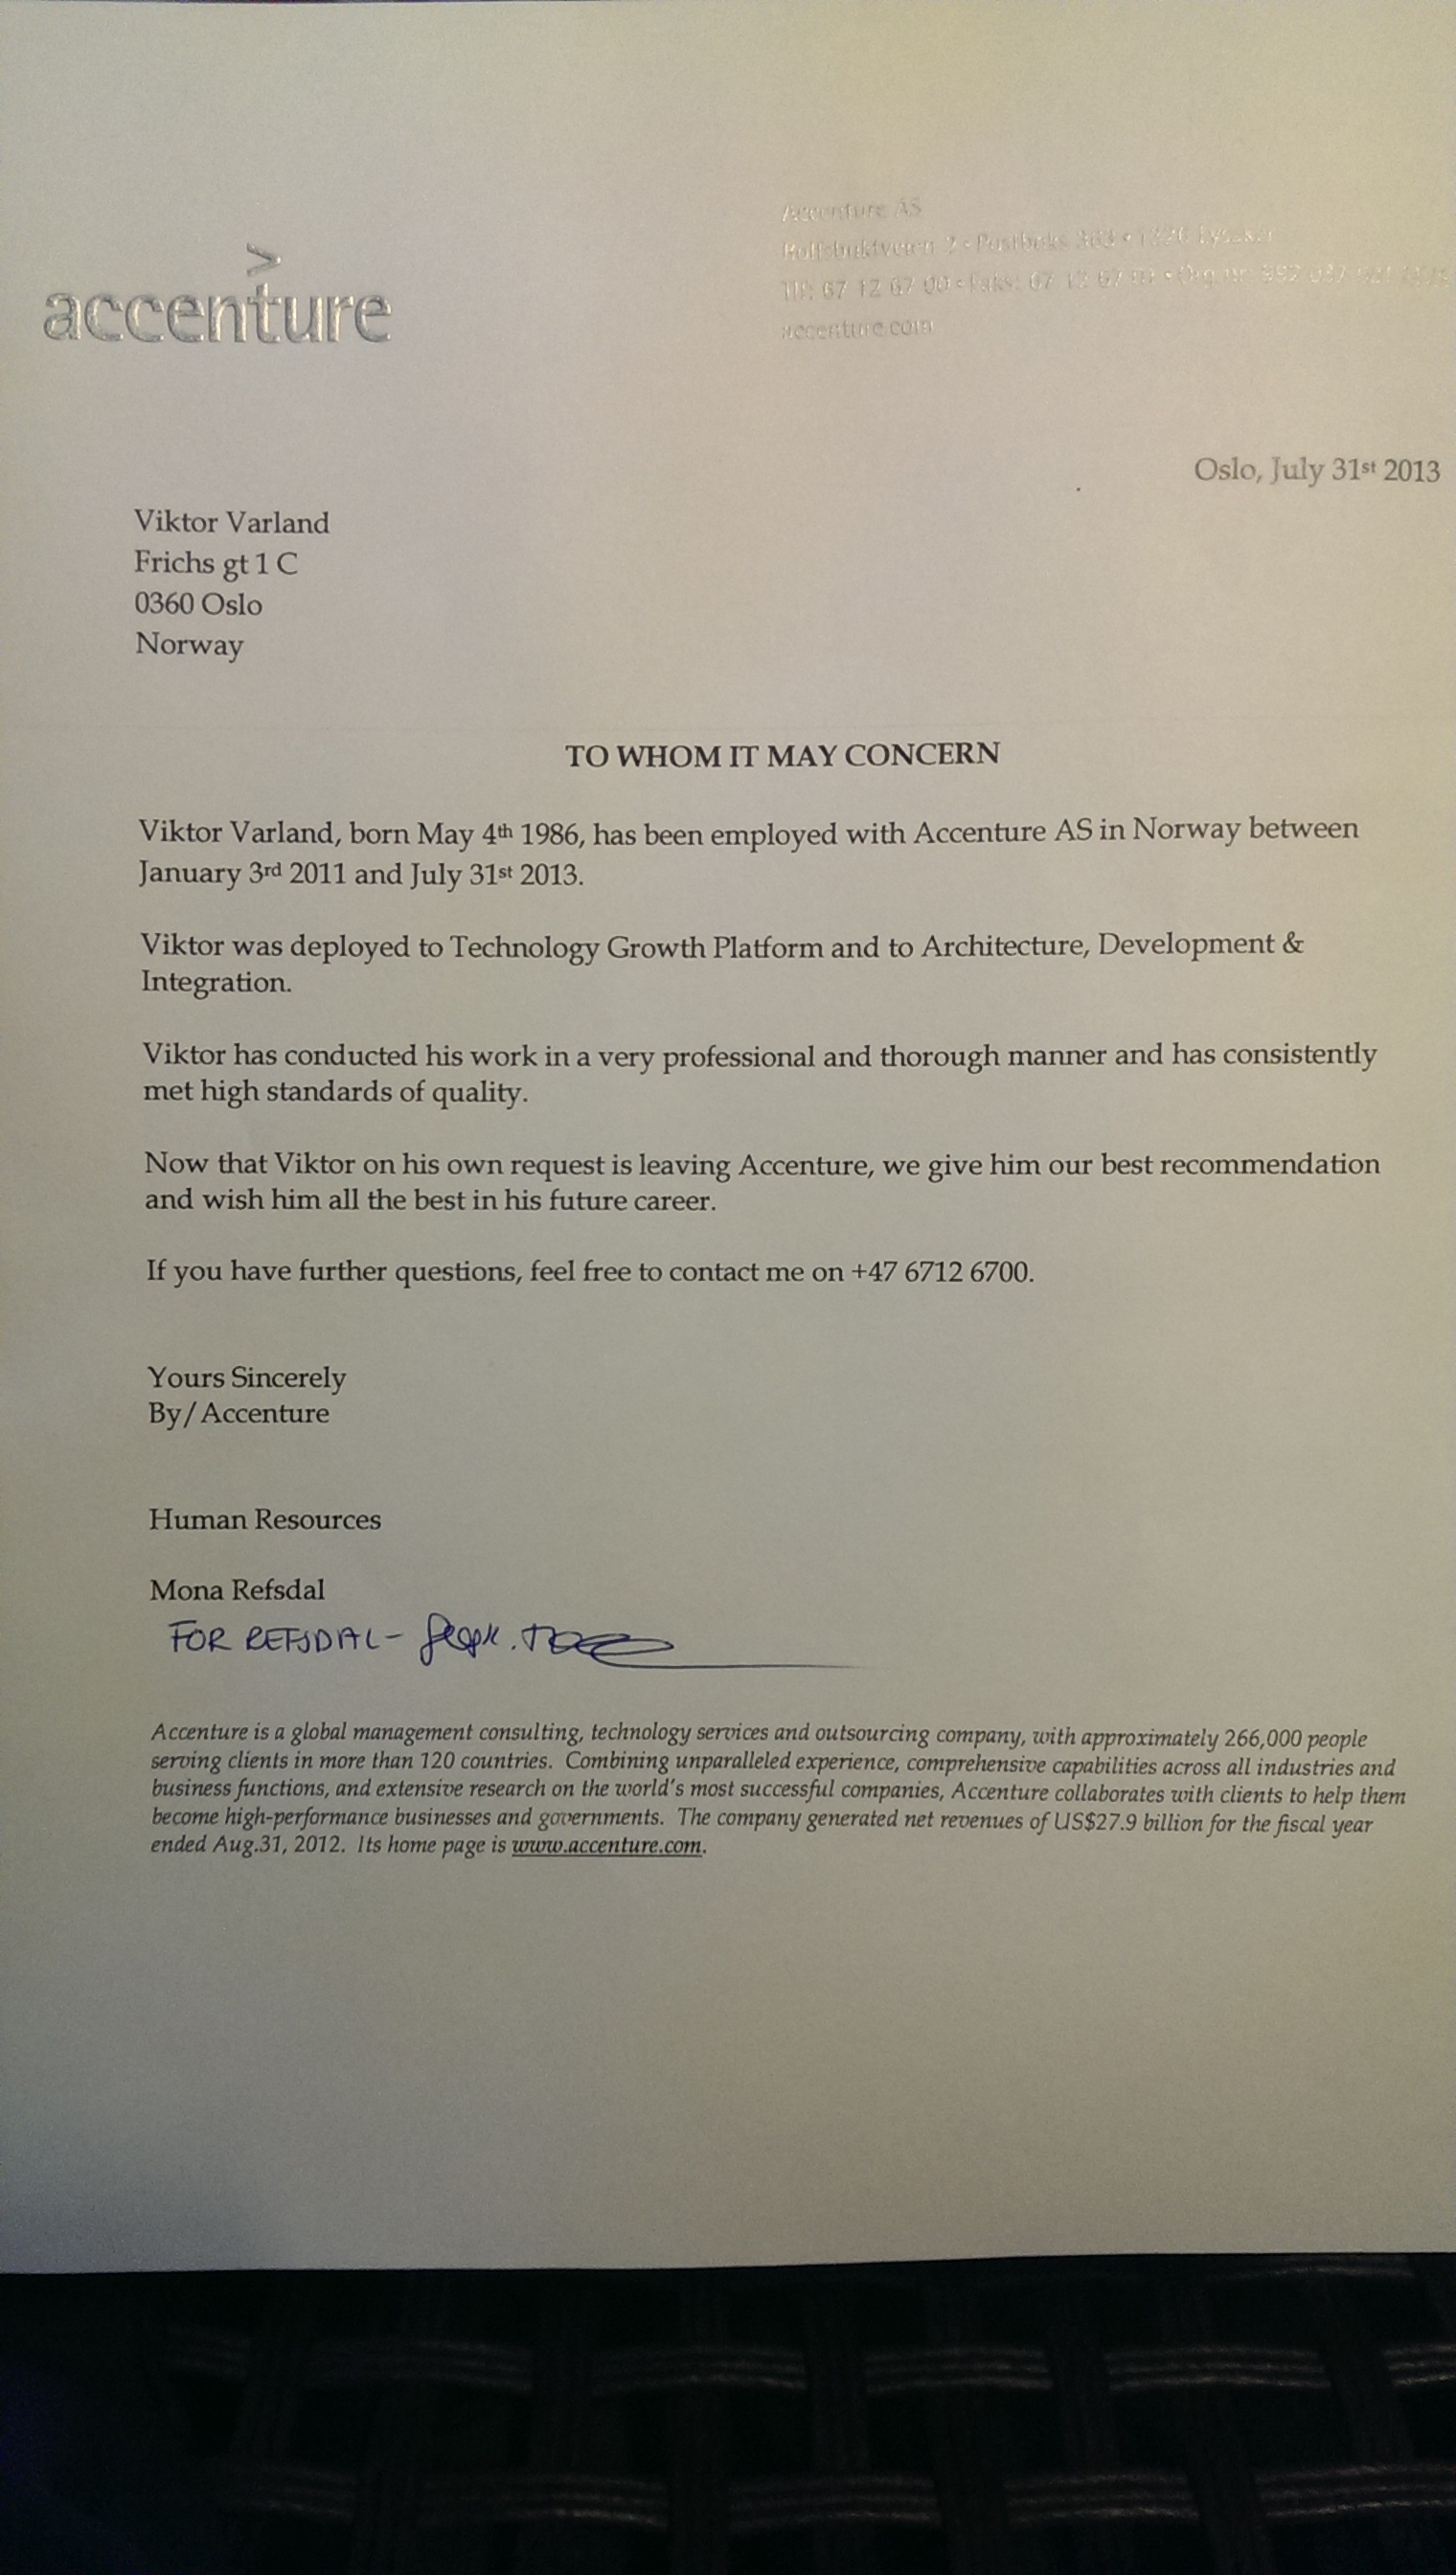 accenture
Accenture AS
Rolfsbuktveien 2 • Postboks 363 • 1326 Lysaker
Tlf: 67 12 67 00 • Faks: 67 12 67 • Org.nr: 992
accenture.com
Oslo, July 31st 2013
Viktor Varland
Frichs gt 1 C
0360 Oslo
Norway
TO WHOM IT MAY CONCERN
Viktor Varland, born May 4th 1986, has been employed with Accenture AS in Norway between
January 3rd 2011 and July 31st 2013.
Viktor was deployed to Technology Growth Platform and to Architecture, Development &
Integration.
Viktor has conducted his work in a very professional and thorough manner and has consistently
met high standards of quality.
Now that Viktor on his own request is leaving Accenture, we give him our best recommendation
and wish him all the best in his future career.
If you have further questions, feel free to contact me on +47 6712 6700.
Yours Sincerely
By/Accenture
Human Resources
Mona Refsdal
FOR REFSDAL -
Accenture is a global management consulting, technology services and outsourcing company, with approximately 266,000 people
serving clients in more than 120 countries. Combining unparalleled experience, comprehensive capabilities across all industries and
business functions, and extensive research on the world's most successful companies, Accenture collaborates with clients to help them
become high-performance businesses and governments. The company generated net revenues of US$27.9 billion for the fiscal year
ended Aug.31, 2012. Its home page is www.accenture.com.